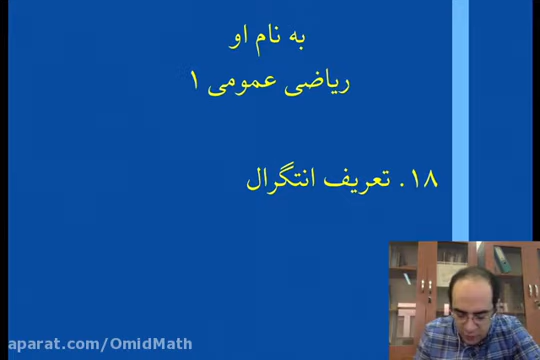 به نام او
ریاضی عمومی ۱
۱۸. تعریف انتگرال
aparat.com/OmidMath